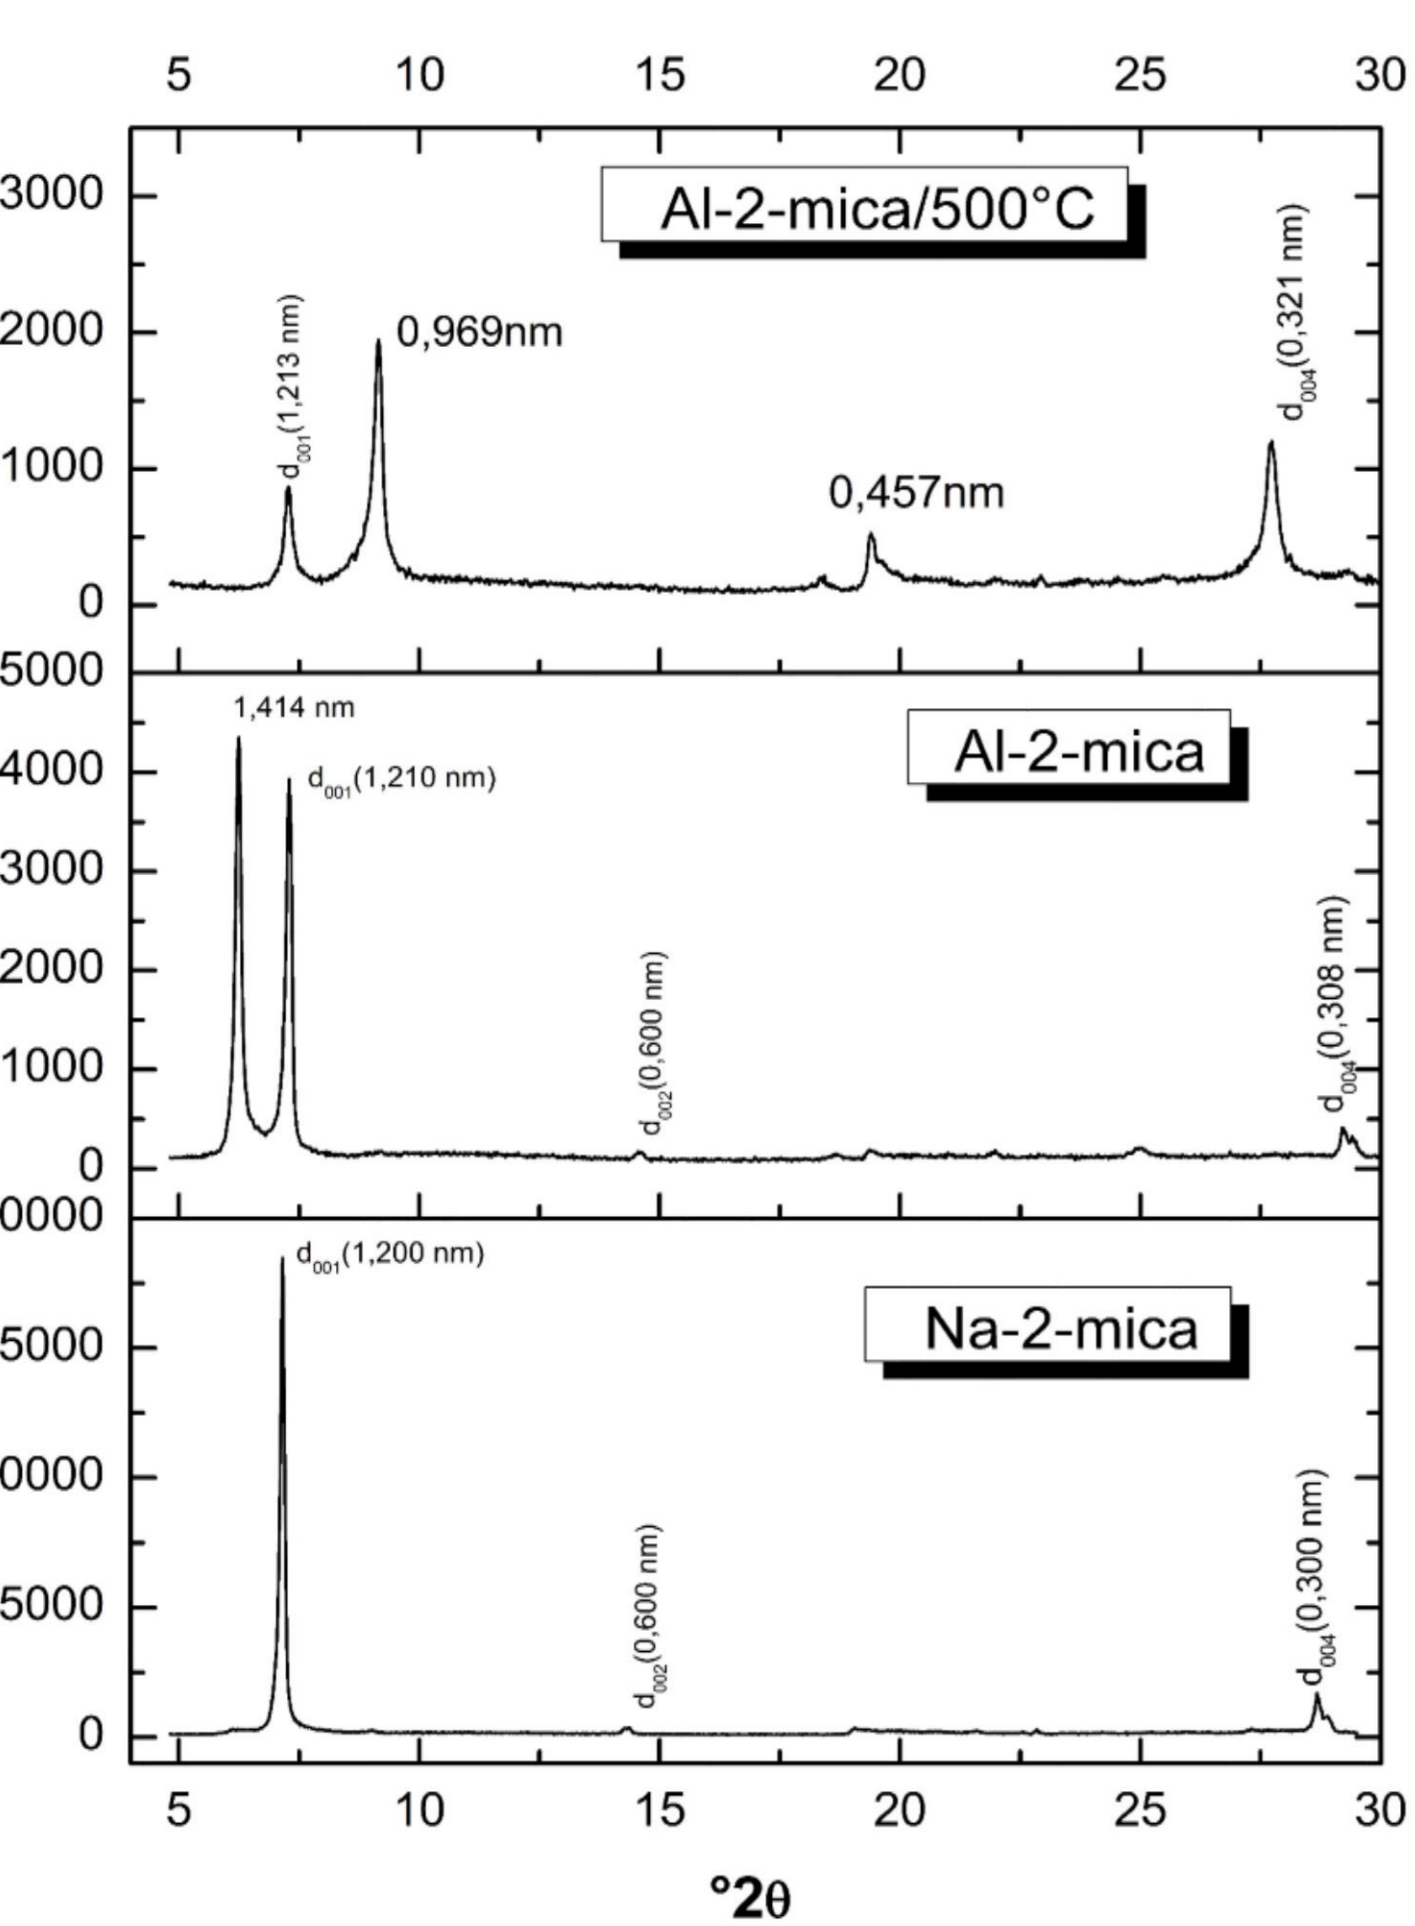 5 10 15 20 25 30
Al-2-mica/500°C
3000
2000
1000
0
d001(1,213 nm)
0,969nm
0,457nm
d004(0,321 nm)
5000
4000
3000
2000
1000
0
1,414 nm
d001(1,210 nm)
Al-2-mica
d002(0,600 nm)
d004(0,308 nm)
0000
5000
0000
5000
0
d001(1,200 nm)
Na-2-mica
d002(0,600 nm)
d004(0,300 nm)
5 10 15 20 25 30
°2θ